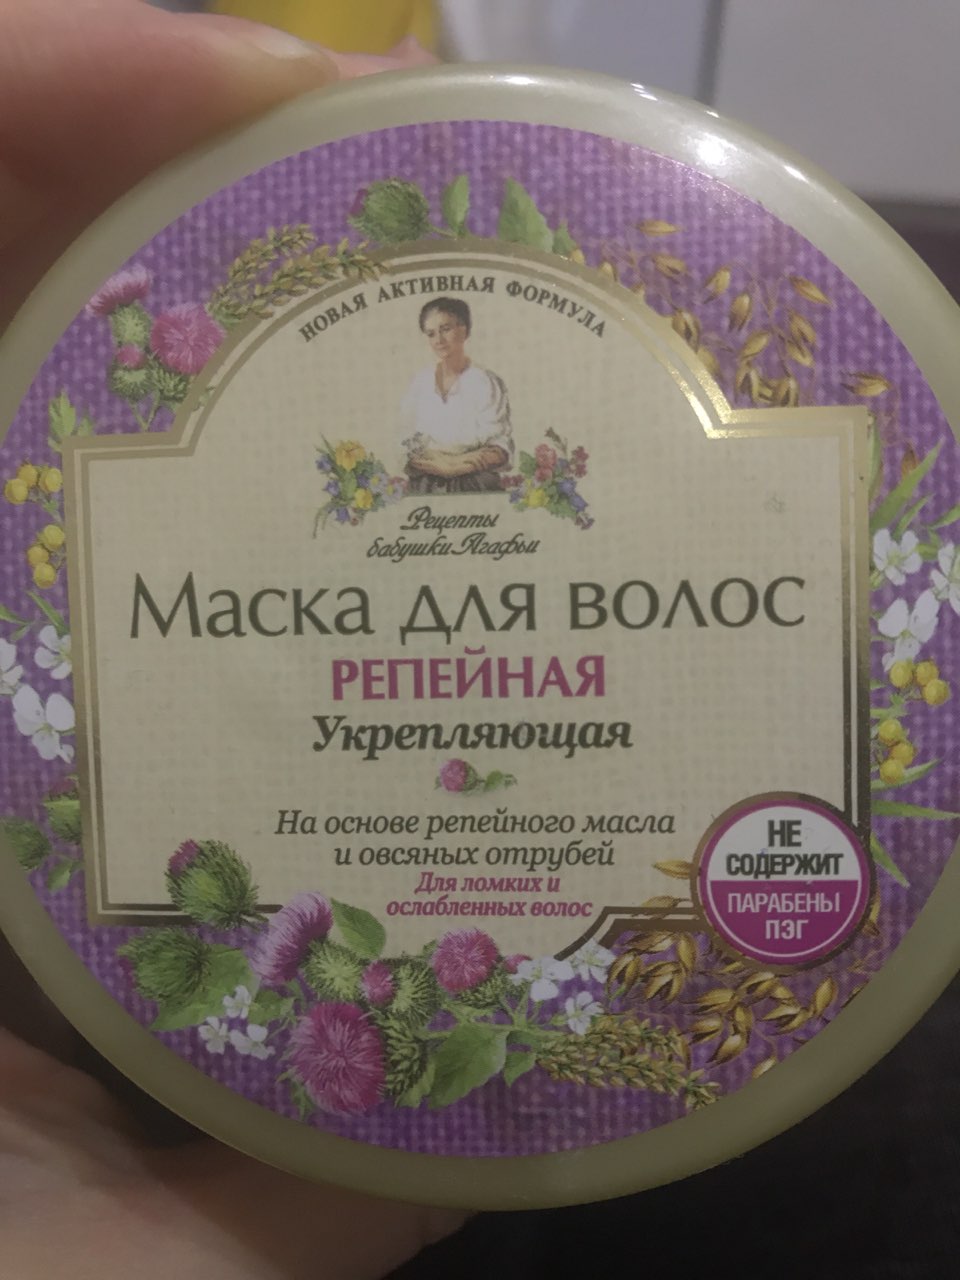 НОВАЯ АКТИВНАЯ ФОРМУЛА
Рецепты
бабушки Агафьи
Маска для волос
РЕПЕЙНАЯ
Укрепляющая
На основе репейного масла
и овсяных отрубей
Для ломких и
ослабленных волос
НЕ
СОДЕРЖИТ
ПАРАБЕНЫ
ПЭГ